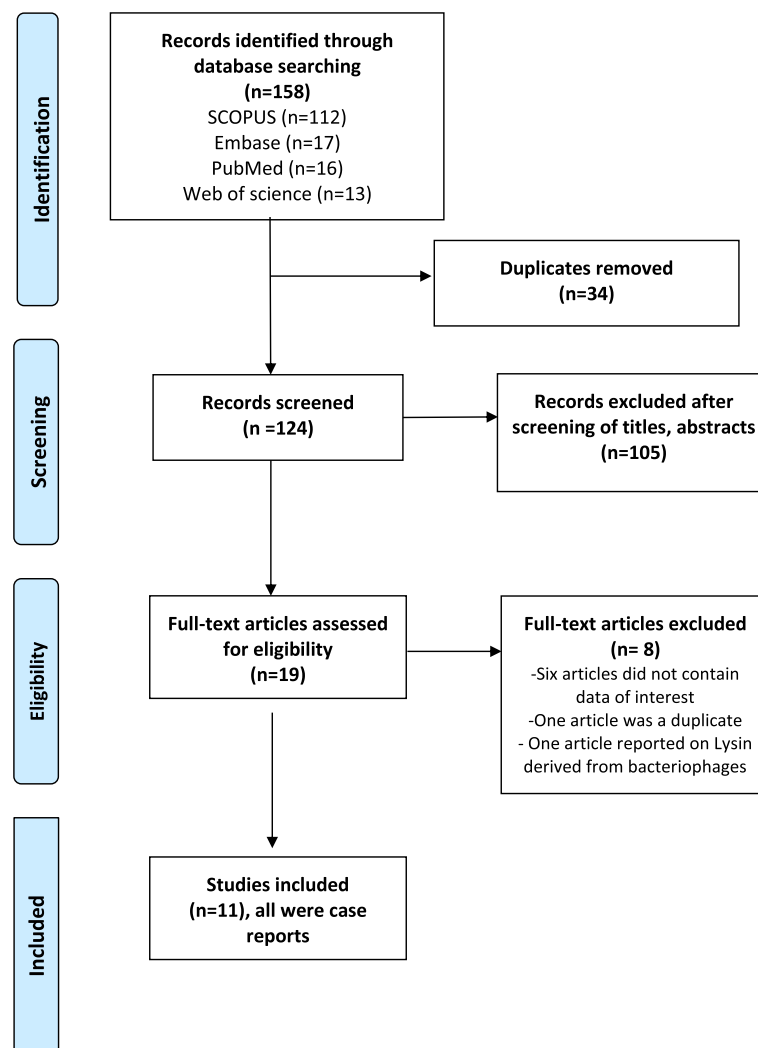 Identification
Records identified through
database searching
(n=158)
SCOPUS (n=112)
Embase (n=17)
PubMed (n=16)
Web of science (n=13)
Duplicates removed
(n=34)
Screening
Records screened
(n =124)
Records excluded after
screening of titles, abstracts
(n=105)
Eligibility
Full-text articles assessed
for eligibility
(n=19)
Full-text articles excluded
(n= 8)
-Six articles did not contain
data of interest
-One article was a duplicate
- One article reported on Lysin
derived from bacteriophages
Included
Studies included
(n=11), all were case
reports